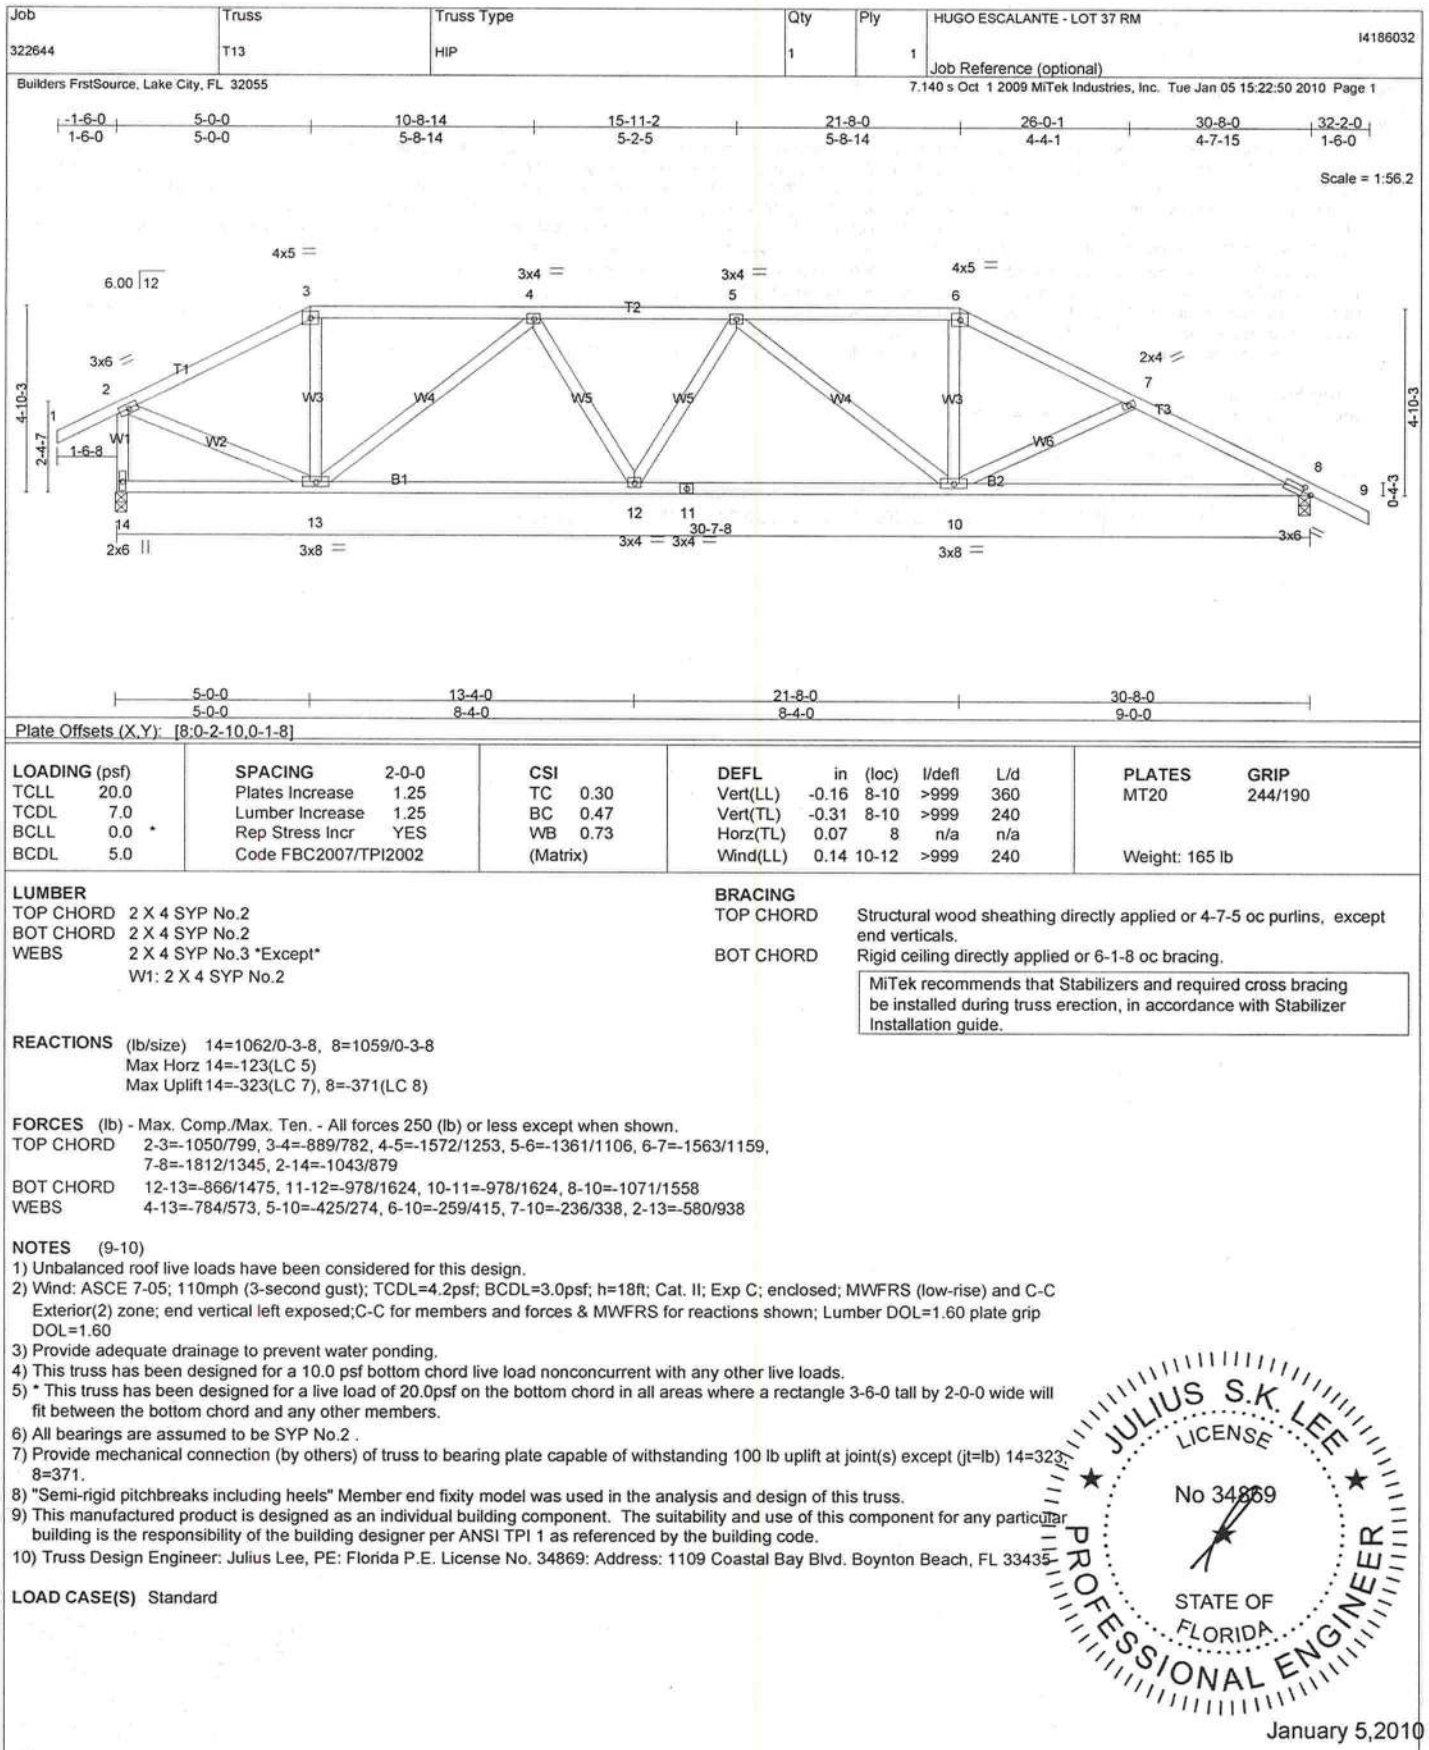 Job Truss Truss Type Qty Ply HUGO ESCALANTE - LOT 37 RM
322644 T13 HIP 1 1 I4186032
Job Reference (optional)
Builders FrstSource, Lake City, FL 32055 7.140 s Oct 1 2009 MiTek Industries, Inc. Tue Jan 05 15:22:50 2010 Page 1
-1-6-0 5-0-0 10-8-14 15-11-2 21-8-0 26-0-1 30-8-0 32-2-0
1-6-0 5-0-0 5-8-14 5-2-5 5-8-14 4-4-1 4-7-15 1-6-0
Scale = 1:56.2
4x5 =
3x4 = 3x4 = 4x5 =
6.00 12
3 4 5 6
T2
3x6 = 2x4 =
T1 7
2 T3
4-10-3 W3 W4 W5 W5 W4 W3 4-10-3
1
2-4-7 W1 W2 W6
1-6-8
B1 B2 8
9 0-4-3
14 13 12 11 10
30-7-8
2x6 || 3x8 = 3x4 = 3x4 = 3x8 = 3x6
5-0-0 13-4-0 21-8-0 30-8-0
5-0-0 8-4-0 8-4-0 9-0-0
Plate Offsets (X,Y): [8:0-2-10,0-1-8]
LOADING (psf) SPACING 2-0-0 CSI DEFL in (loc) l/defl L/d PLATES GRIP
TCLL 20.0 Plates Increase 1.25 TC 0.30 Vert(LL) -0.16 8-10 >999 360 MT20 244/190
TCDL 7.0 Lumber Increase 1.25 BC 0.47 Vert(TL) -0.31 8-10 >999 240
BCLL 0.0 * Rep Stress Incr YES WB 0.73 Horz(TL) 0.07 8 n/a n/a
BCDL 5.0 Code FBC2007/TPI2002 (Matrix) Wind(LL) 0.14 10-12 >999 240 Weight: 165 lb
LUMBER
TOP CHORD 2 X 4 SYP No.2
BOT CHORD 2 X 4 SYP No.2
WEBS 2 X 4 SYP No.3 *Except*
W1: 2 X 4 SYP No.2
BRACING
TOP CHORD Structural wood sheathing directly applied or 4-7-5 oc purlins, except
end verticals.
BOT CHORD Rigid ceiling directly applied or 6-1-8 oc bracing.
MiTek recommends that Stabilizers and required cross bracing
be installed during truss erection, in accordance with Stabilizer
Installation guide.
REACTIONS (lb/size) 14=1062/0-3-8, 8=1059/0-3-8
Max Horz 14=-123(LC 5)
Max Uplift 14=-323(LC 7), 8=-371(LC 8)
FORCES (lb) - Max. Comp./Max. Ten. - All forces 250 (lb) or less except when shown.
TOP CHORD 2-3=-1050/799, 3-4=-889/782, 4-5=-1572/1253, 5-6=-1361/1106, 6-7=-1563/1159,
7-8=-1812/1345, 2-14=-1043/879
BOT CHORD 12-13=-866/1475, 11-12=-978/1624, 10-11=-978/1624, 8-10=-1071/1558
WEBS 4-13=-784/573, 5-10=-425/274, 6-10=-259/415, 7-10=-236/338, 2-13=-580/938
NOTES (9-10)
1) Unbalanced roof live loads have been considered for this design.
2) Wind: ASCE 7-05; 110mph (3-second gust); TCDL=4.2psf; BCDL=3.0psf; h=18ft; Cat. II; Exp C; enclosed; MWFRS (low-rise) and C-C
Exterior(2) zone; end vertical left exposed;C-C for members and forces & MWFRS for reactions shown; Lumber DOL=1.60 plate grip
DOL=1.60
3) Provide adequate drainage to prevent water ponding.
4) This truss has been designed for a 10.0 psf bottom chord live load nonconcurrent with any other live loads.
5) * This truss has been designed for a live load of 20.0psf on the bottom chord in all areas where a rectangle 3-6-0 tall by 2-0-0 wide will
fit between the bottom chord and any other members.
6) All bearings are assumed to be SYP No.2 .
7) Provide mechanical connection (by others) of truss to bearing plate capable of withstanding 100 lb uplift at joint(s) except (jt=lb) 14=323,
8=371.
8) "Semi-rigid pitchbreaks including heels" Member end fixity model was used in the analysis and design of this truss.
9) This manufactured product is designed as an individual building component. The suitability and use of this component for any particular
building is the responsibility of the building designer per ANSI TPI 1 as referenced by the building code.
10) Truss Design Engineer: Julius Lee, PE: Florida P.E. License No. 34869: Address: 1109 Coastal Bay Blvd. Boynton Beach, FL 33435
LOAD CASE(S) Standard
JULIUS S.K. LEE
LICENSE
No 34869
STATE OF
FLORIDA
PROFESSIONAL ENGINEER
January 5,2010